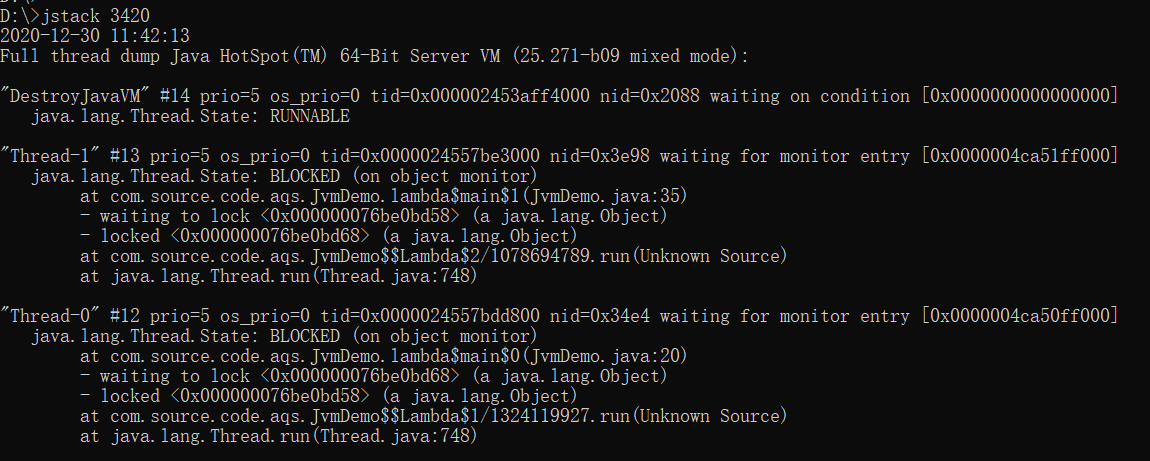 D:\>jstack 3420
2020-12-30 11:42:13
Full thread dump Java HotSpot(TM) 64-Bit Server VM (25.271-b09 mixed mode):
"DestroyJavaVM" #14 prio=5 os_prio=0 tid=0x000002453aff4000 nid=0x2088 waiting on condition [0x0000000000000000]
java.lang.Thread.State: RUNNABLE
"Thread-1" #13 prio=5 os_prio=0 tid=0x0000024557be3000 nid=0x3e98 waiting for monitor entry [0x0000004ca51ff000]
java.lang.Thread.State: BLOCKED (on object monitor)
at com.source.code.aqs.JvmDemo.lambda$main$1(JvmDemo.java:35)
- waiting to lock <0x000000076be0bd58> (a java.lang.Object)
- locked <0x000000076be0bd68> (a java.lang.Object)
at com.source.code.aqs.JvmDemo$$Lambda$2/1078694789.run(Unknown Source)
at java.lang.Thread.run(Thread.java:748)
"Thread-0" #12 prio=5 os_prio=0 tid=0x0000024557bdd800 nid=0x34e4 waiting for monitor entry [0x0000004ca50ff000]
java.lang.Thread.State: BLOCKED (on object monitor)
at com.source.code.aqs.JvmDemo.lambda$main$0(JvmDemo.java:20)
- waiting to lock <0x000000076be0bd68> (a java.lang.Object)
- locked <0x000000076be0bd58> (a java.lang.Object)
at com.source.code.aqs.JvmDemo$$Lambda$1/1324119927.run(Unknown Source)
at java.lang.Thread.run(Thread.java:748)